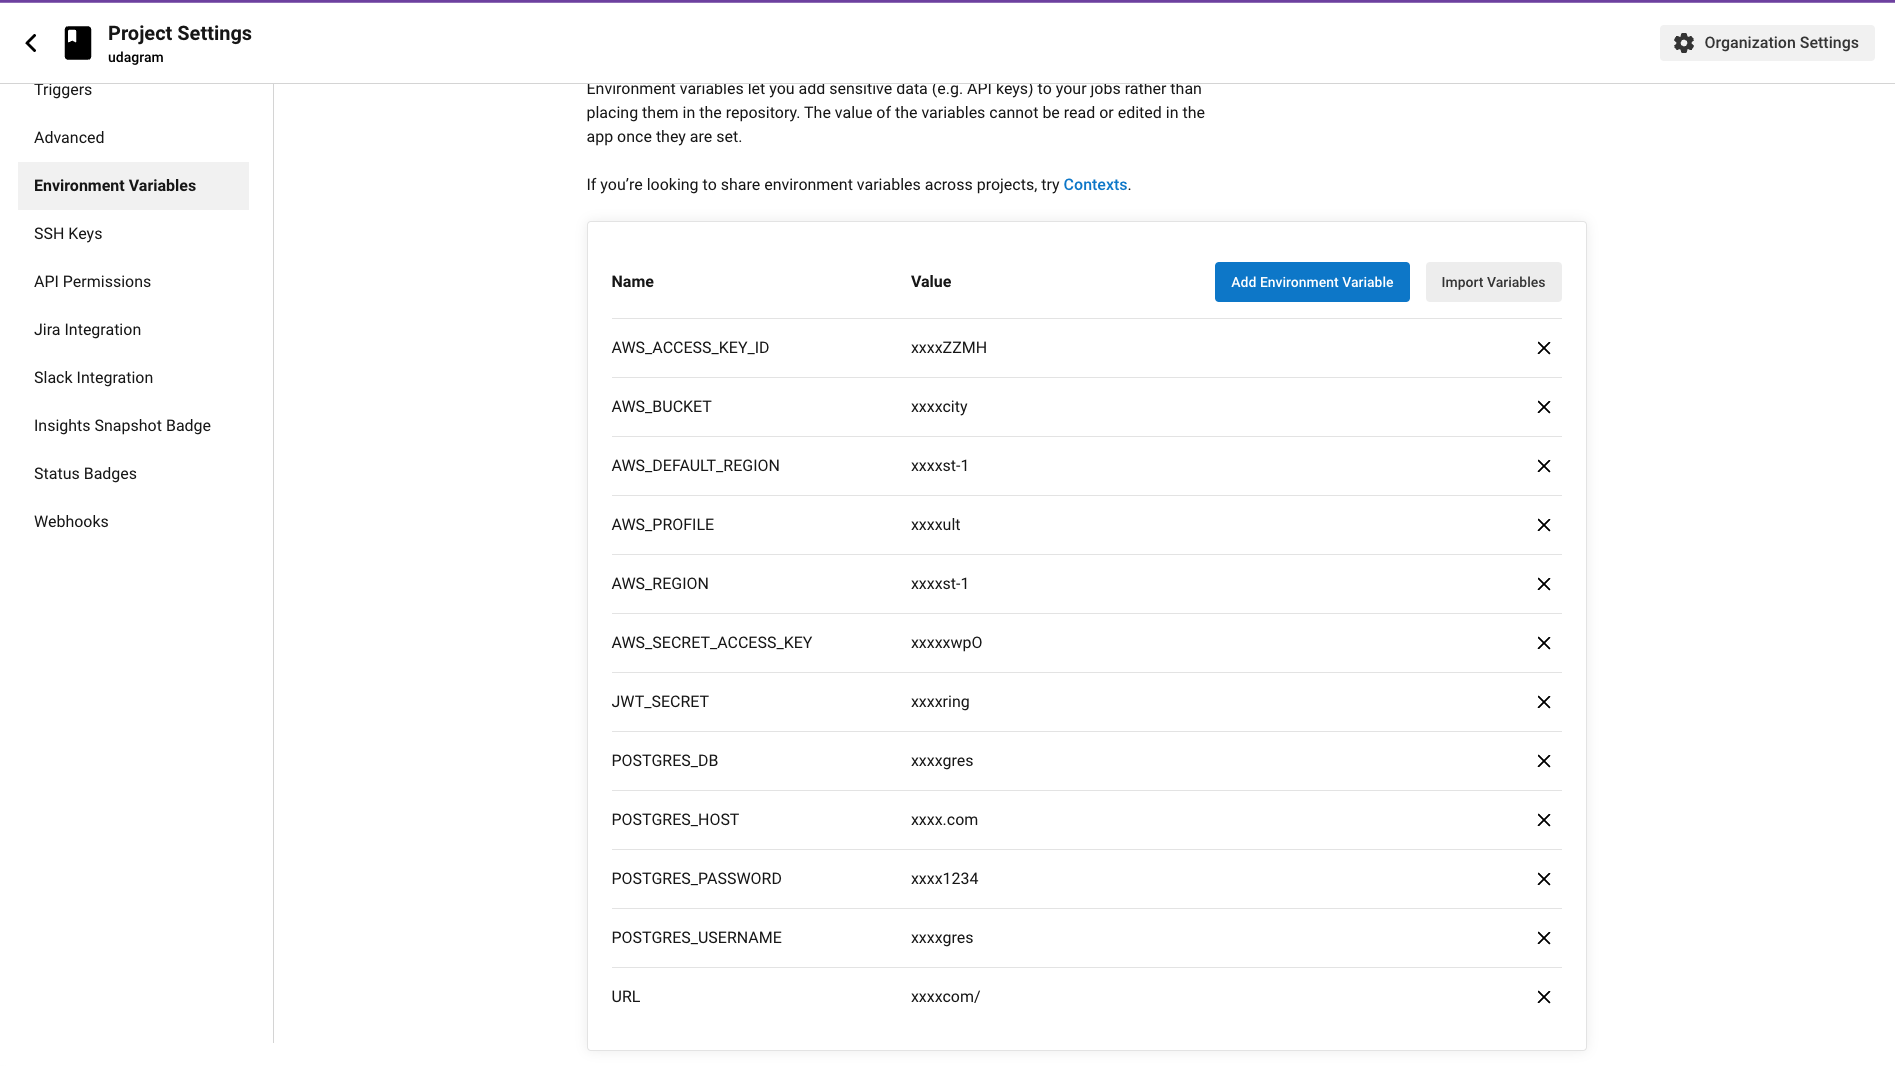 Project Settings
udagram
Organization Settings
Triggers
Advanced
Environment Variables
SSH Keys
API Permissions
Jira Integration
Slack Integration
Insights Snapshot Badge
Status Badges
Webhooks
Environment variables let you add sensitive data (e.g. API keys) to your jobs rather than
placing them in the repository. The value of the variables cannot be read or edited in the
app once they are set.
If you’re looking to share environment variables across projects, try Contexts.
Name Value Add Environment Variable Import Variables
AWS_ACCESS_KEY_ID xxxxZZMH
AWS_BUCKET xxxxcity
AWS_DEFAULT_REGION xxxxst-1
AWS_PROFILE xxxxult
AWS_REGION xxxxst-1
AWS_SECRET_ACCESS_KEY xxxxxwpO
JWT_SECRET xxxxring
POSTGRES_DB xxxxgres
POSTGRES_HOST xxxx.com
POSTGRES_PASSWORD xxxx1234
POSTGRES_USERNAME xxxxgres
URL xxxxcom/